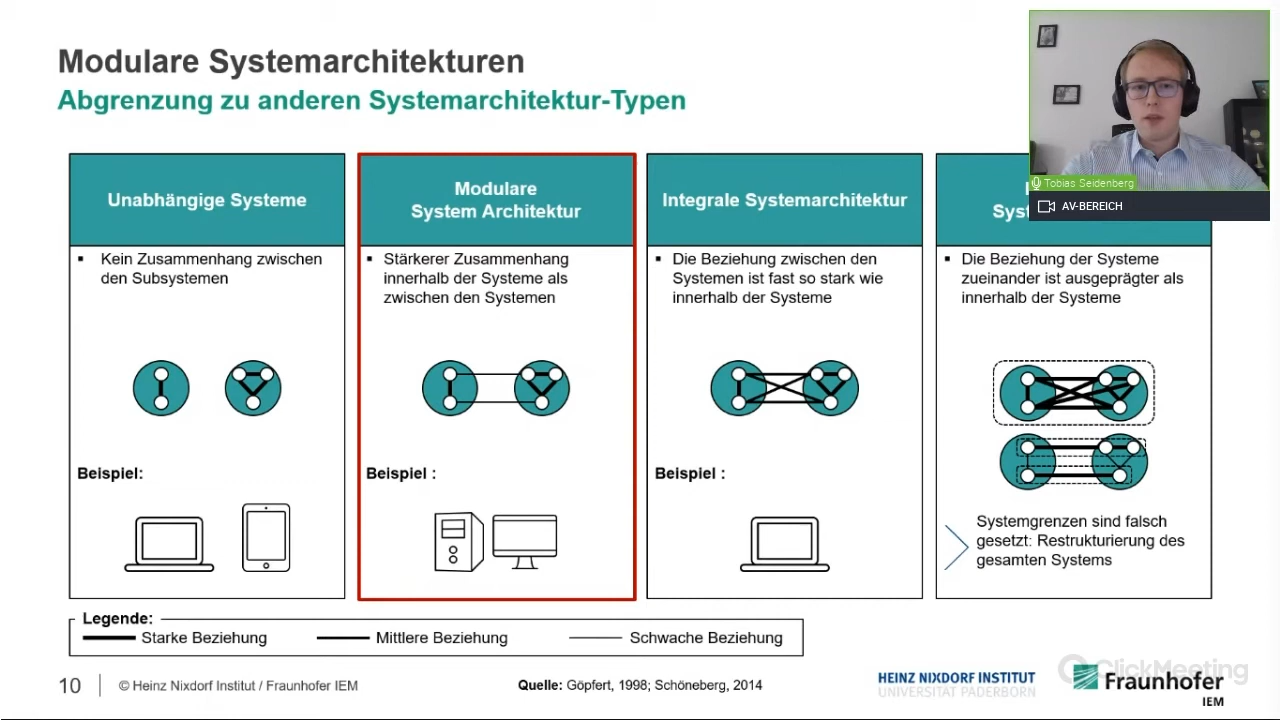 Modulare Systemarchitekturen
Abgrenzung zu anderen Systemarchitektur-Typen
Tobias Seidenberg
AV-BEREICH
Unabhängige Systeme
▪ Kein Zusammenhang zwischen
den Subsystemen
Beispiel:
Modulare
System Architektur
▪ Stärkerer Zusammenhang
innerhalb der Systeme als
zwischen den Systemen
Beispiel :
Integrale Systemarchitektur
▪ Die Beziehung zwischen den
Systemen ist fast so stark wie
innerhalb der Systeme
Beispiel :
▪ Die Beziehung der Systeme
zueinander ist ausgeprägter als
innerhalb der Systeme
Systemgrenzen sind falsch
gesetzt: Restrukturierung des
gesamten Systems
Legende:
Starke Beziehung
Mittlere Beziehung
Schwache Beziehung
10
© Heinz Nixdorf Institut / Fraunhofer IEM
Quelle: Göpfert, 1998; Schöneberg, 2014
HEINZ NIXDORF INSTITUT
UNIVERSITÄT PADERBORN
ClickMeeting
Fraunhofer
IEM